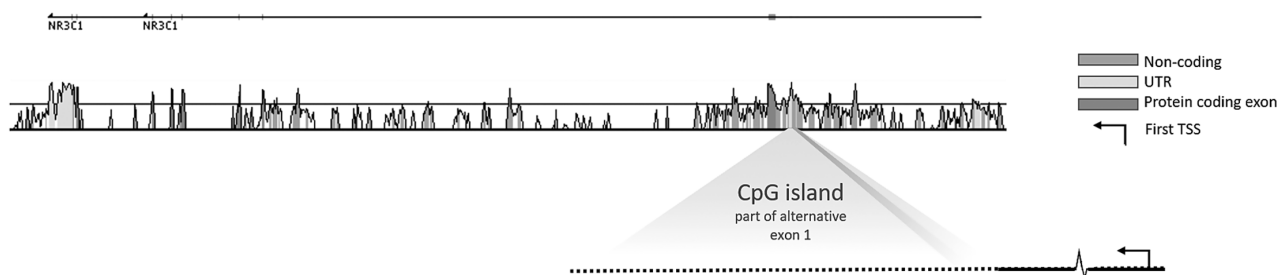 NR3C1 NR3C1
Non-coding
UTR
Protein coding exon
First TSS
CpG island
part of alternative
exon 1